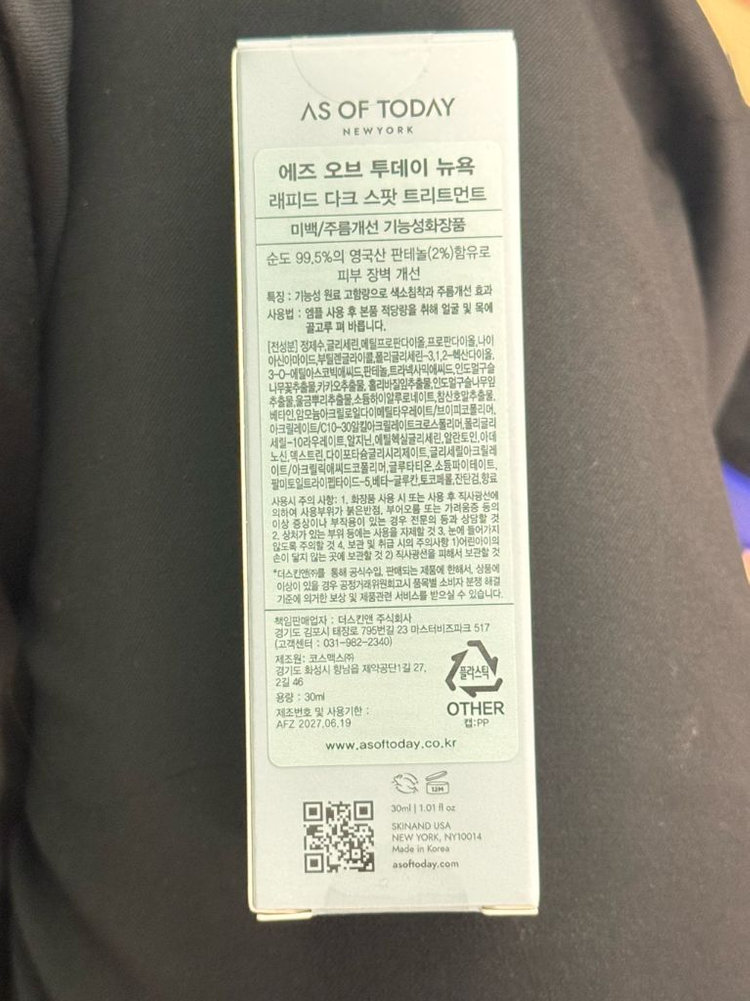 AS OF TODAY
NEWYORK
에즈 오브 투데이 뉴욕
래피드 다크 스팟 트리트먼트
미백/주름개선 기능성화장품
순도 99.5%의 영국산 판테놀(2%)함유로
피부 장벽 개선
특징 : 기능성 원료 고함량으로 색소침착과 주름개선 효과
사용법 : 앰플 사용 후 본품 적당량을 취해 얼굴 및 목에
골고루 펴 바릅니다.
[전성분] 정제수,글리세린,메틸프로판다이올,프로판다이올,나이
아신아마이드,부틸렌글라이콜,폴리글리세린-3,1,2-헥산다이올,
3-O-에틸아스코빅애씨드,판테놀,트라넥사믹애씨드,인도멀구슬
나무꽃추출물,카카오추출물,홀리바질잎추출물,인도멀구슬나무잎
추출물,울금뿌리추출물,소듐하이알루로네이트,참산호말추출물,
베타인,암모늄아크릴로일다이메틸타우레이트/브이피코폴리머,
아크릴레이트/C10-30알킬아크릴레이트크로스폴리머,폴리글리
세릴-10라우레이트,알지닌,에틸헥실글리세린,알란토인,아데
노신,덱스트린,다이포타슘글리시리제이트,글리세릴아크릴레
이트/아크릴릭애씨드코폴리머,글루타티온,소듐파이테이트,
팔미토일트라이펩타이드-5,베타-글루칸,토코페롤,잔탄검,향료
사용시 주의 사항: 1. 화장품 사용 시 또는 사용 후 직사광선에
의하여 사용부위가 붉은반점, 부어오름 또는 가려움증 등의
이상 증상이나 부작용이 있는 경우 전문의 등과 상담할 것
2. 상처가 있는 부위 등에는 사용을 자제할 것 3. 눈에 들어가지
않도록 주의할 것 4. 보관 및 취급 시의 주의사항 1)어린이의
손이 닿지 않는 곳에 보관할 것 2) 직사광선을 피해서 보관할 것
*더스킨앤㈜를 통해 공식수입, 판매되는 제품에 한해서, 상품에
이상이 있을 경우 공정거래위원회고시 품목별 소비자 분쟁 해결
기준에 의거한 보상 및 제품관련 서비스를 받으실 수 있습니다.
책임판매업자 : 더스킨앤 주식회사
경기도 김포시 태장로 795번길 23 마스터비즈파크 517
(고객센터 : 031-982-2340)
제조원: 코스맥스㈜
경기도 화성시 향남읍 제약공단1길 27,
2길 46
용량 : 30ml
제조번호 및 사용기한 :
AFZ 2027.06.19
플라스틱
OTHER
캡:PP
www.asoftoday.co.kr
12M
30ml | 1.01 fl oz
SKINAND USA
NEW YORK, NY10014
Made in Korea
asoftoday.com